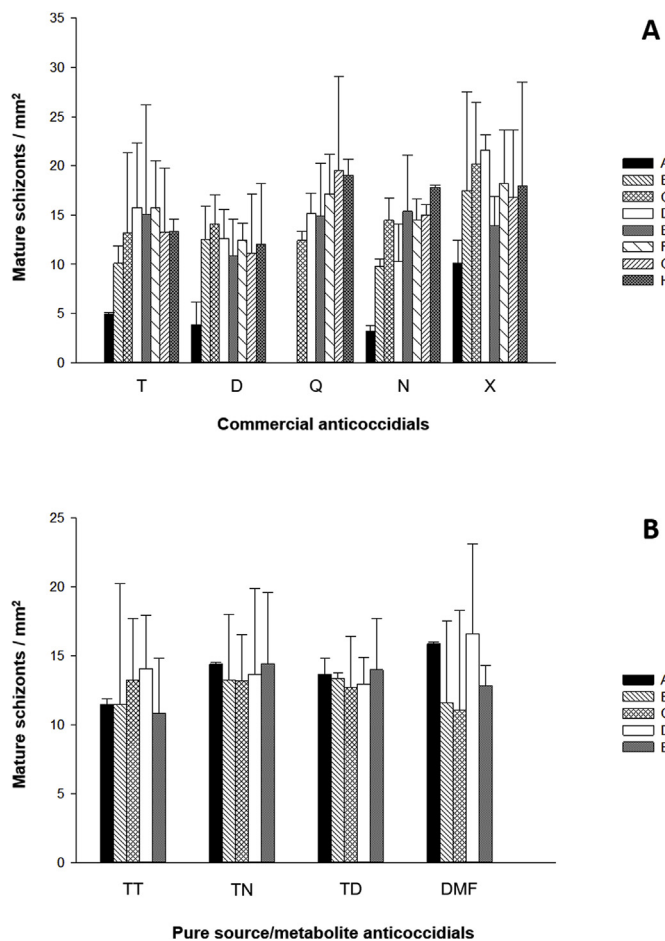 35
30
25
20
15
10
5
0
Mature schizonts / mm²
T D Q N X
Commercial anticoccidials
A
A
B
C
D
E
F
G
H
25
20
15
10
5
0
Mature schizonts / mm²
TT TN TD DMF
Pure source/metabolite anticoccidials
B
A
B
C
D
E